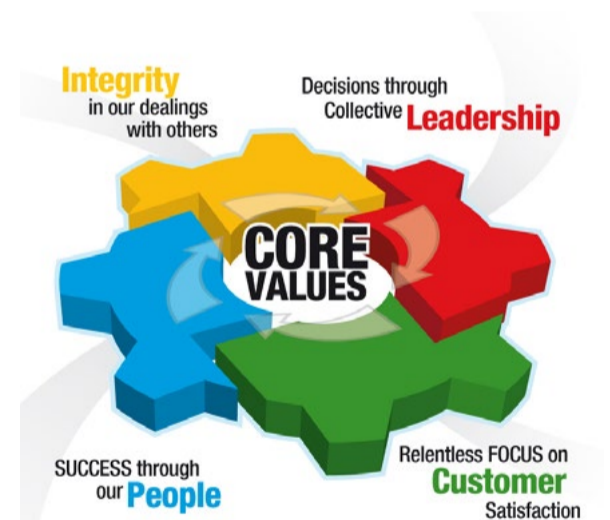 Integrity
in our dealings
with others
Decisions through
Collective Leadership
CORE
VALUES
SUCCESS through
our People
Relentless FOCUS on
Customer
Satisfaction